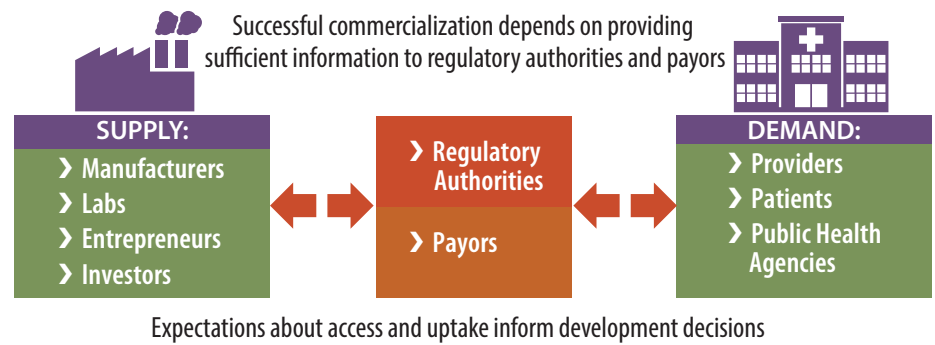 Successful commercialization depends on providing
sufficient information to regulatory authorities and payors
SUPPLY:
❯ Manufacturers
❯ Labs
❯ Entrepreneurs
❯ Investors
❯ Regulatory
Authorities
❯ Payors
DEMAND:
❯ Providers
❯ Patients
❯ Public Health
Agencies
Expectations about access and uptake inform development decisions